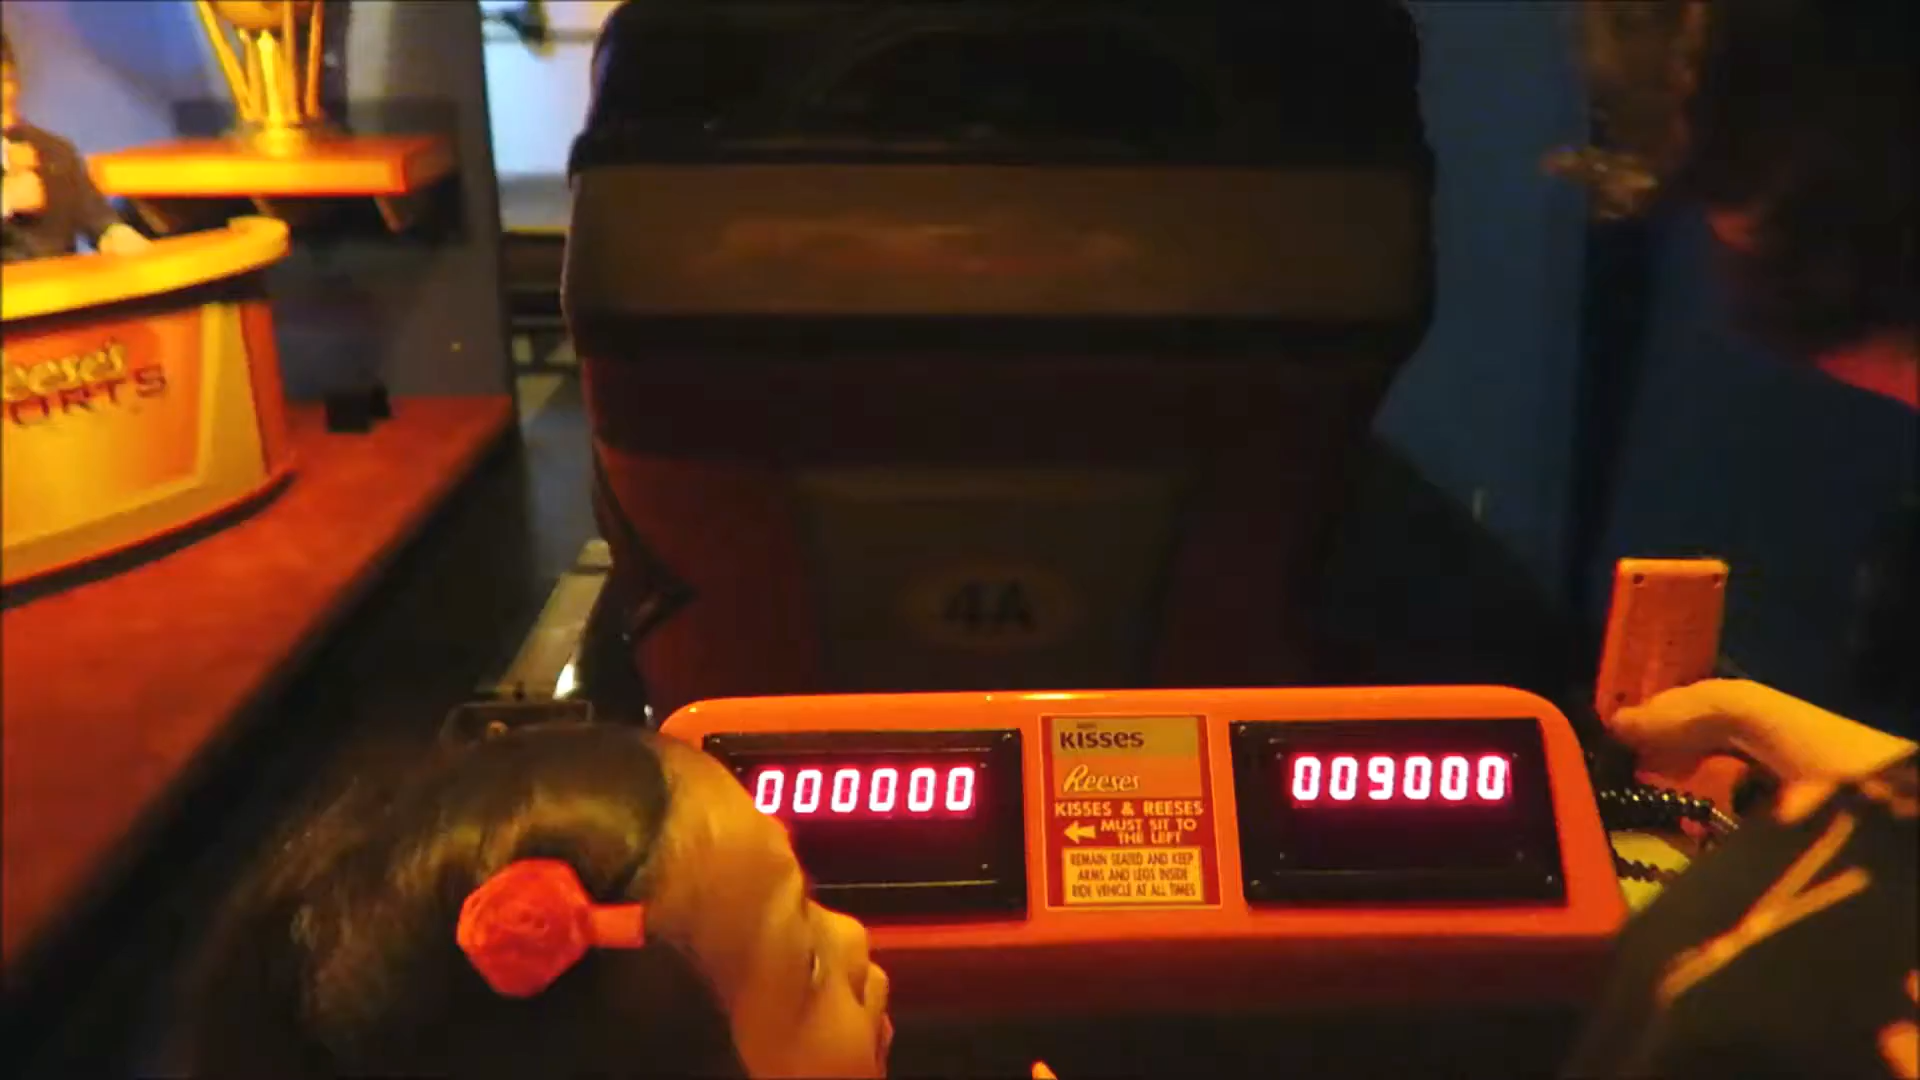 eese's
ORTS
4A
000000
KISSES
Reeses
KISSES & REESES
MUST SIT TO
THE LEFT
REMAIN SEATED AND KEEP
ARMS AND LEGS INSIDE
RIDE VEHICLE AT ALL TIMES
009000